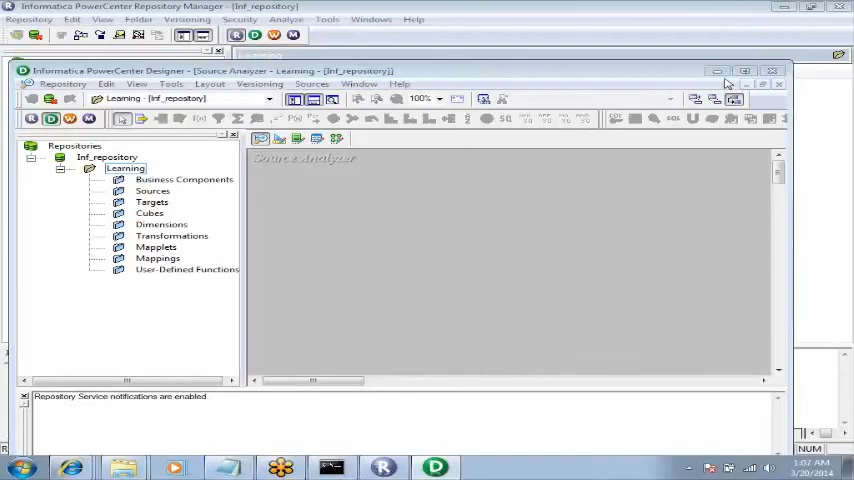 Informatica PowerCenter Repository Manager - [Inf_repository]
Repository Edit View Folder Versioning Security Analyze Tools Windows Help
R D W M
Learning
Informatica PowerCenter Designer - [Source Analyzer - Learning - [Inf_repository]]
Repository Edit View Tools Layout Versioning Sources Window Help
Learning - [Inf_repository] 100%
R D W M SQ
Repositories
Inf_repository
Learning
Business Components
Sources
Targets
Cubes
Dimensions
Transformations
Mapplets
Mappings
User-Defined Functions
Source Analyzer
Repository Service notifications are enabled
NUM
R D
1:07 AM
3/20/2014